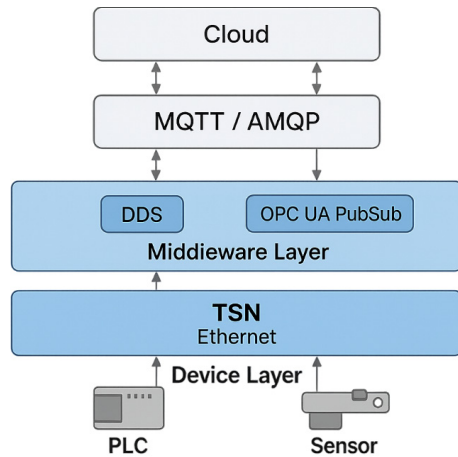 Cloud
MQTT / AMQP
DDS
OPC UA PubSub
Middieware Layer
TSN
Ethernet
Device Layer
PLC
Sensor